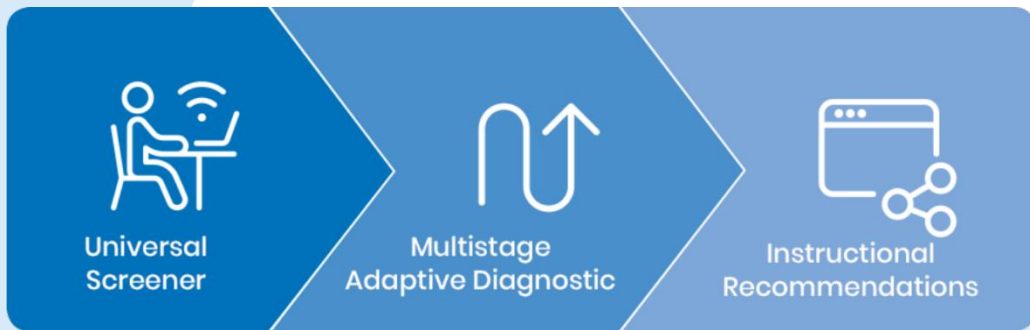 Universal
Screener
Multistage
Adaptive Diagnostic
Instructional
Recommendations